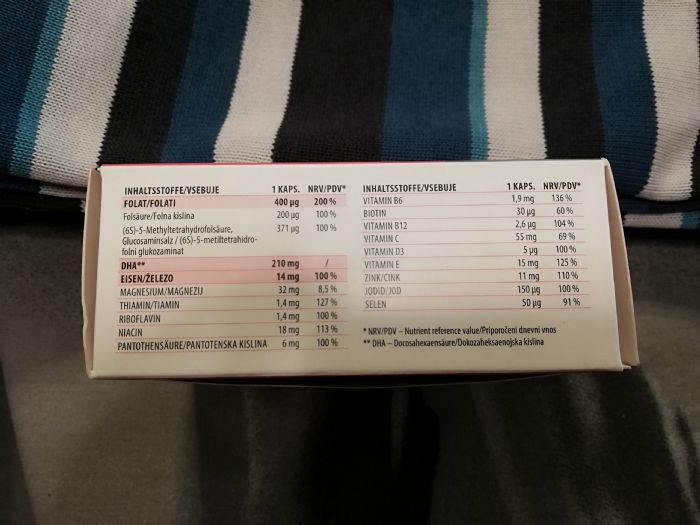 INHALTSSTOFFE/VSEBUJE 1 KAPS. NRV/PDV*
FOLAT/FOLATI 400 µg 200 %
Folsäure/Folna kislina 200 µg 100 %
(6S)-5-Methyltetrahydrofolsäure, 371 µg 100 %
Glucosaminsalz / (6S)-5-metiltetrahidro-
folni glukozaminat
DHA** 210 mg /
EISEN/ŽELEZO 14 mg 100 %
MAGNESIUM/MAGNEZIJ 32 mg 8,5 %
THIAMIN/TIAMIN 1,4 mg 127 %
RIBOFLAVIN 1,4 mg 100 %
NIACIN 18 mg 113 %
PANTOTHENSÄURE/PANTOTENSKA KISLINA 6 mg 100 %
INHALTSSTOFFE/VSEBUJE 1 KAPS. NRV/PDV*
VITAMIN B6 1,9 mg 136 %
BIOTIN 30 µg 60 %
VITAMIN B12 2,6 µg 104 %
VITAMIN C 55 mg 69 %
VITAMIN D3 5 µg 100 %
VITAMIN E 15 mg 125 %
ZINK/CINK 11 mg 110 %
JODID/JOD 150 µg 100 %
SELEN 50 µg 91 %
* NRV/PDV – Nutrient reference value/Priporočeni dnevni vnos
** DHA – Docosahexaensäure/Dokozaheksaenojska kislina